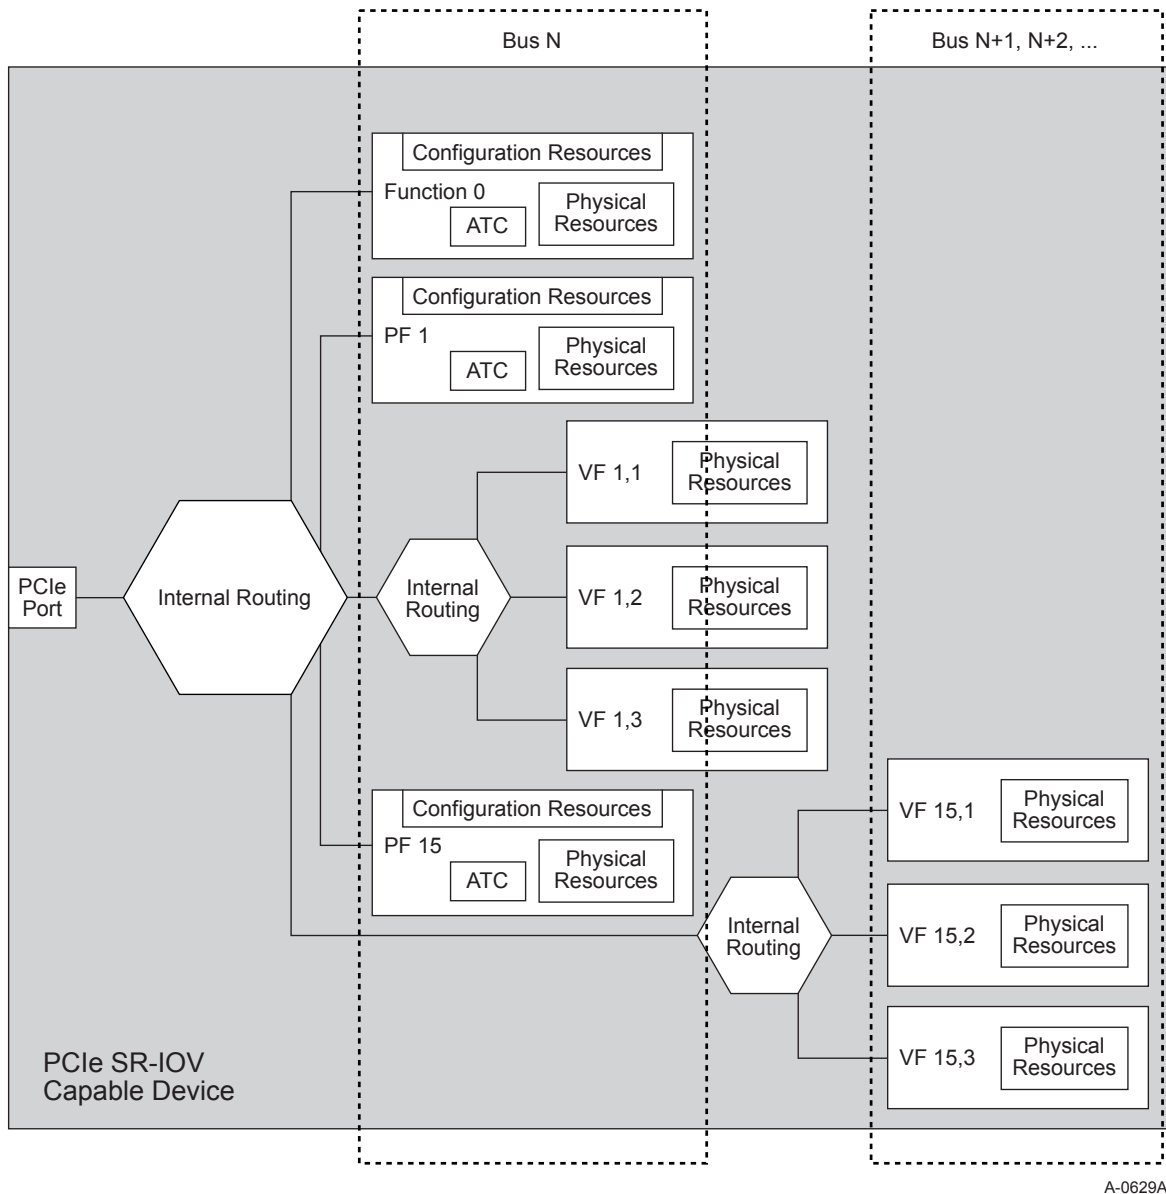 Bus N
Bus N+1, N+2, ...
Configuration Resources
Function 0
ATC
Physical
Resources
Configuration Resources
PF 1
ATC
Physical
Resources
VF 1,1
Physical
Resources
PCIe
Port
Internal Routing
Internal
Routing
VF 1,2
Physical
Resources
VF 1,3
Physical
Resources
Configuration Resources
PF 15
ATC
Physical
Resources
VF 15,1
Physical
Resources
Internal
Routing
VF 15,2
Physical
Resources
VF 15,3
Physical
Resources
PCIe SR-IOV
Capable Device
A-0629A